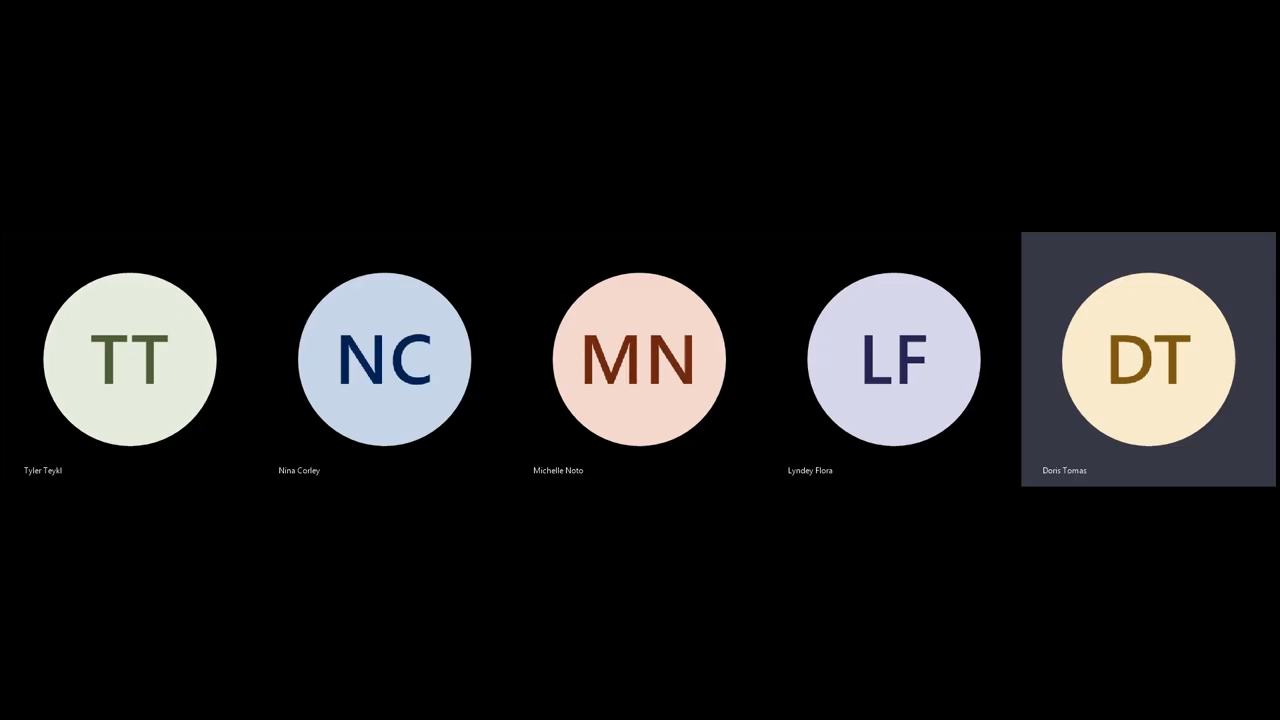 TT
NC
MN
LF
DT
Tyler Teykl
Nina Corley
Michelle Noto
Lyndey Flora
Doris Tomas